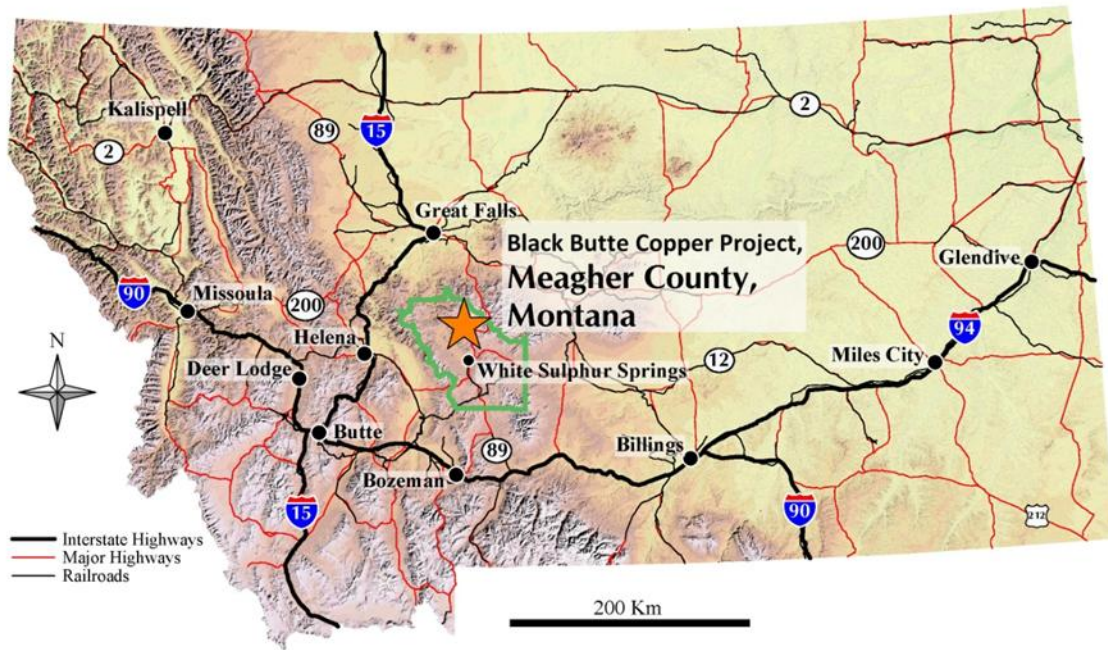 Kalispell
2
89
15
2
Great Falls
Black Butte Copper Project,
Meagher County,
Montana
200
Glendive
90
Missoula
200
Helena
94
N
Deer Lodge
White Sulphur Springs
12
Miles City
Butte
89
Billings
Bozeman
15
90
212
Interstate Highways
Major Highways
Railroads
200 Km